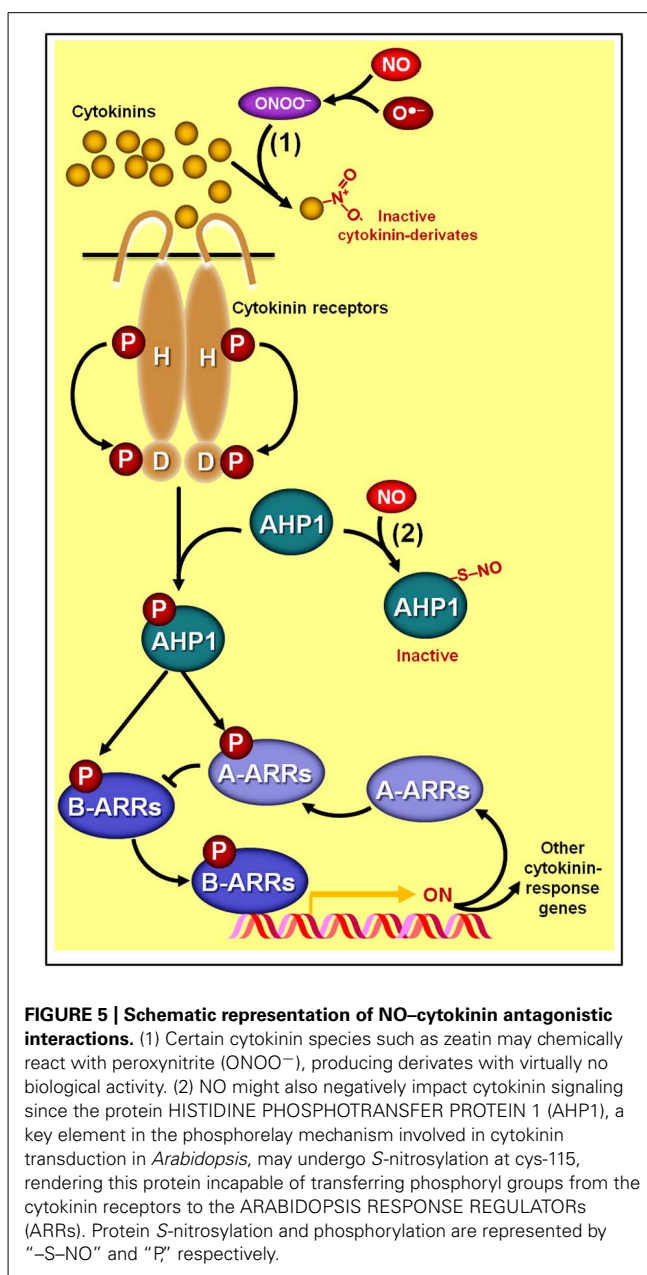 NO
ONOO⁻
O•−
Cytokinins
(1)
N⁺
O
O.
Inactive
cytokinin-derivates
Cytokinin receptors
P
P
H
H
P
D
D
P
NO
AHP1
(2)
–S–NO
P
AHP1
AHP1
Inactive
P
A-ARRs
P
B-ARRs
A-ARRs
P
B-ARRs
ON
Other
cytokinin-
response
genes
FIGURE 5 | Schematic representation of NO–cytokinin antagonistic
interactions. (1) Certain cytokinin species such as zeatin may chemically
react with peroxynitrite (ONOO−), producing derivates with virtually no
biological activity. (2) NO might also negatively impact cytokinin signaling
since the protein HISTIDINE PHOSPHOTRANSFER PROTEIN 1 (AHP1), a
key element in the phosphorelay mechanism involved in cytokinin
transduction in Arabidopsis, may undergo S-nitrosylation at cys-115,
rendering this protein incapable of transferring phosphoryl groups from the
cytokinin receptors to the ARABIDOPSIS RESPONSE REGULATORs
(ARRs). Protein S-nitrosylation and phosphorylation are represented by
“–S–NO” and “P,” respectively.